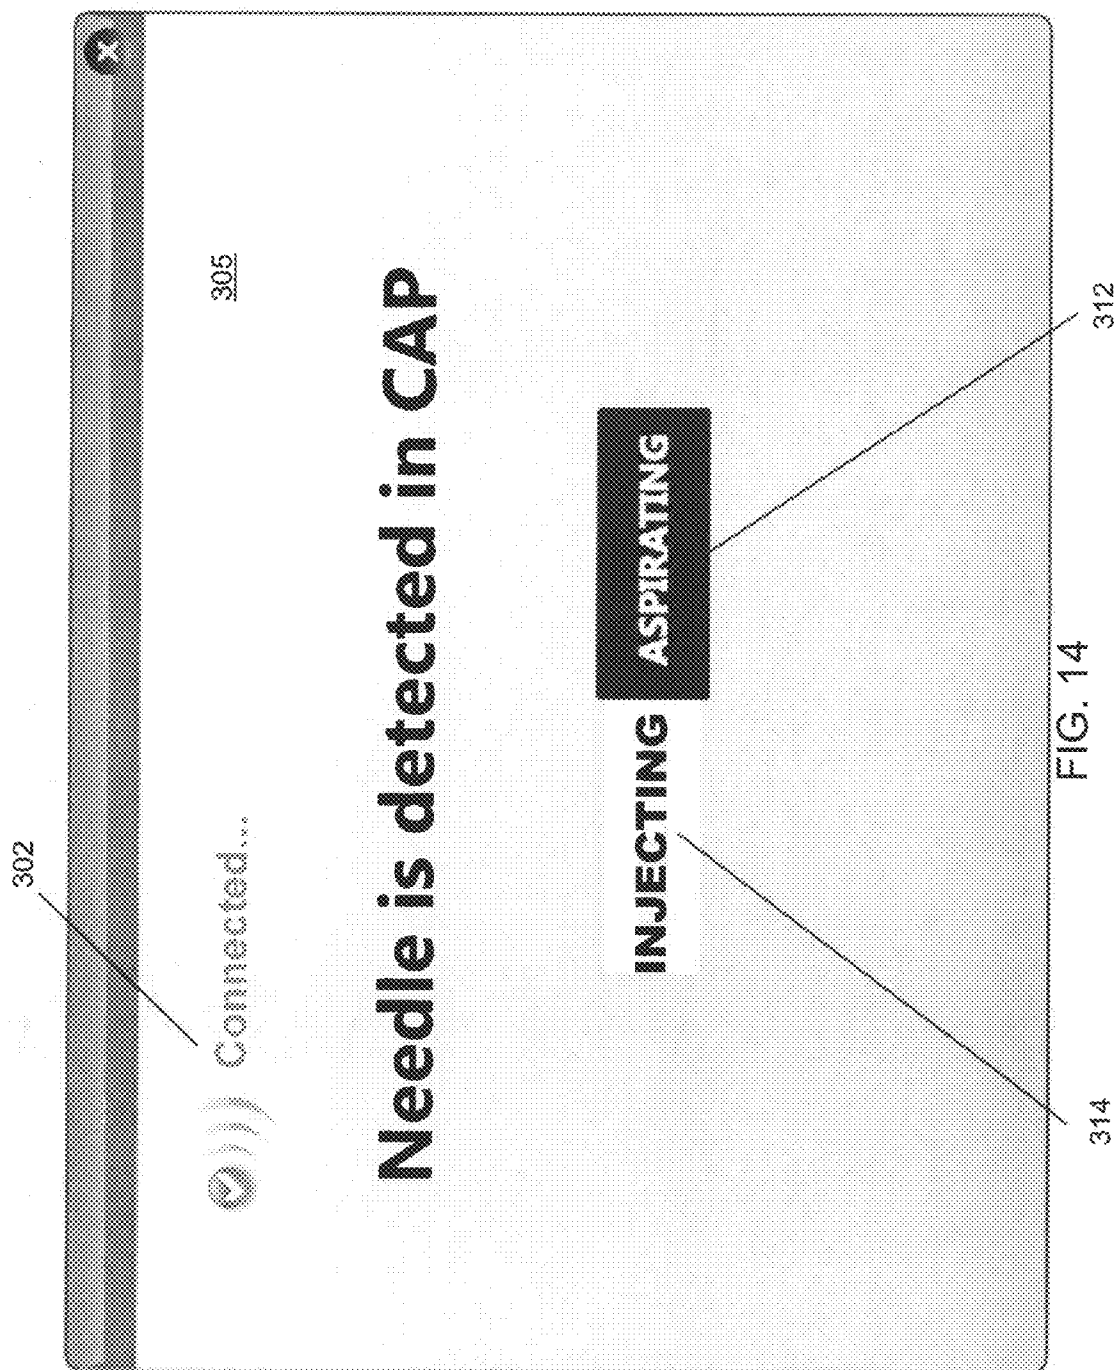 302
Connected...
305
Needle is detected in CAP
INJECTING ASPIRATING
314
312
FIG. 14